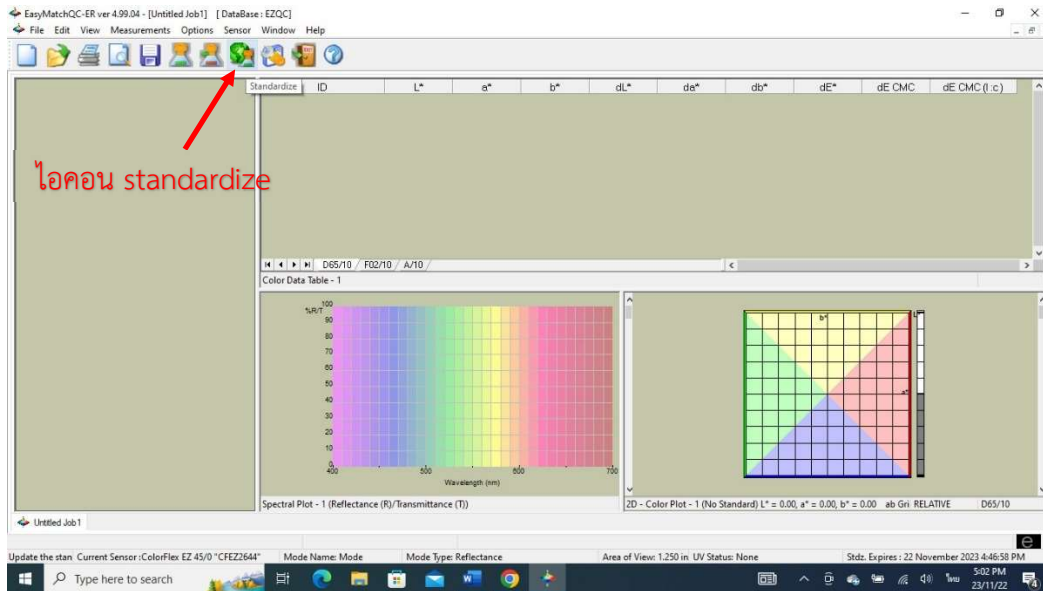 EasyMatchQC-ER ver 4.99.04 - [Untitled Job1]   [ DataBase : EZQC]
File Edit View Measurements Options Sensor Window Help
Standardize
ID L* a* b* dL* da* db* dE* dE CMC dE CMC (l:c)
ไอคอน standardize
D65/10 F02/10 A/10
Color Data Table - 1
%R/T
100
90
80
70
60
50
40
30
20
10
0
400 500 600 700
Wavelength (nm)
Spectral Plot - 1 (Reflectance (R)/Transmittance (T))
b*
L*
a*
2D - Color Plot - 1 (No Standard) L* = 0.00, a* = 0.00, b* = 0.00 ab Gri RELATIVE D65/10
Untitled Job1
Update the stan Current Sensor :ColorFlex EZ 45/0 "CFEZ2644" Mode Name: Mode Mode Type: Reflectance Area of View: 1.250 in UV Status: None Stdz. Expires : 22 November 2023 4:46:58 PM
Type here to search
ไทย
5:02 PM
23/11/22
4